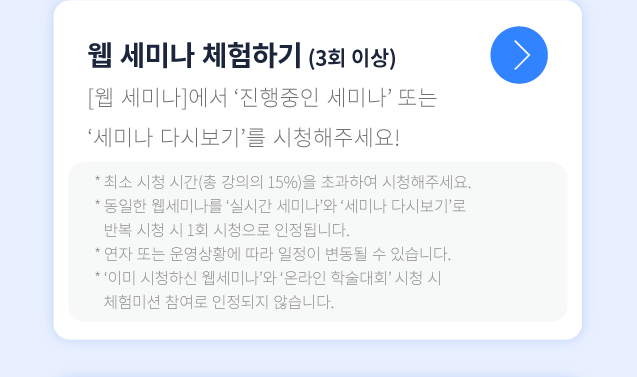 웹 세미나 체험하기 (3회 이상)
[웹 세미나]에서 ‘진행중인 세미나’ 또는
‘세미나 다시보기’를 시청해주세요!
* 최소 시청 시간(총 강의의 15%)을 초과하여 시청해주세요.
* 동일한 웹세미나를 ‘실시간 세미나’와 ‘세미나 다시보기’로
반복 시청 시 1회 시청으로 인정됩니다.
* 연자 또는 운영상황에 따라 일정이 변동될 수 있습니다.
* ‘이미 시청하신 웹세미나’와 ‘온라인 학술대회’ 시청 시
체험미션 참여로 인정되지 않습니다.